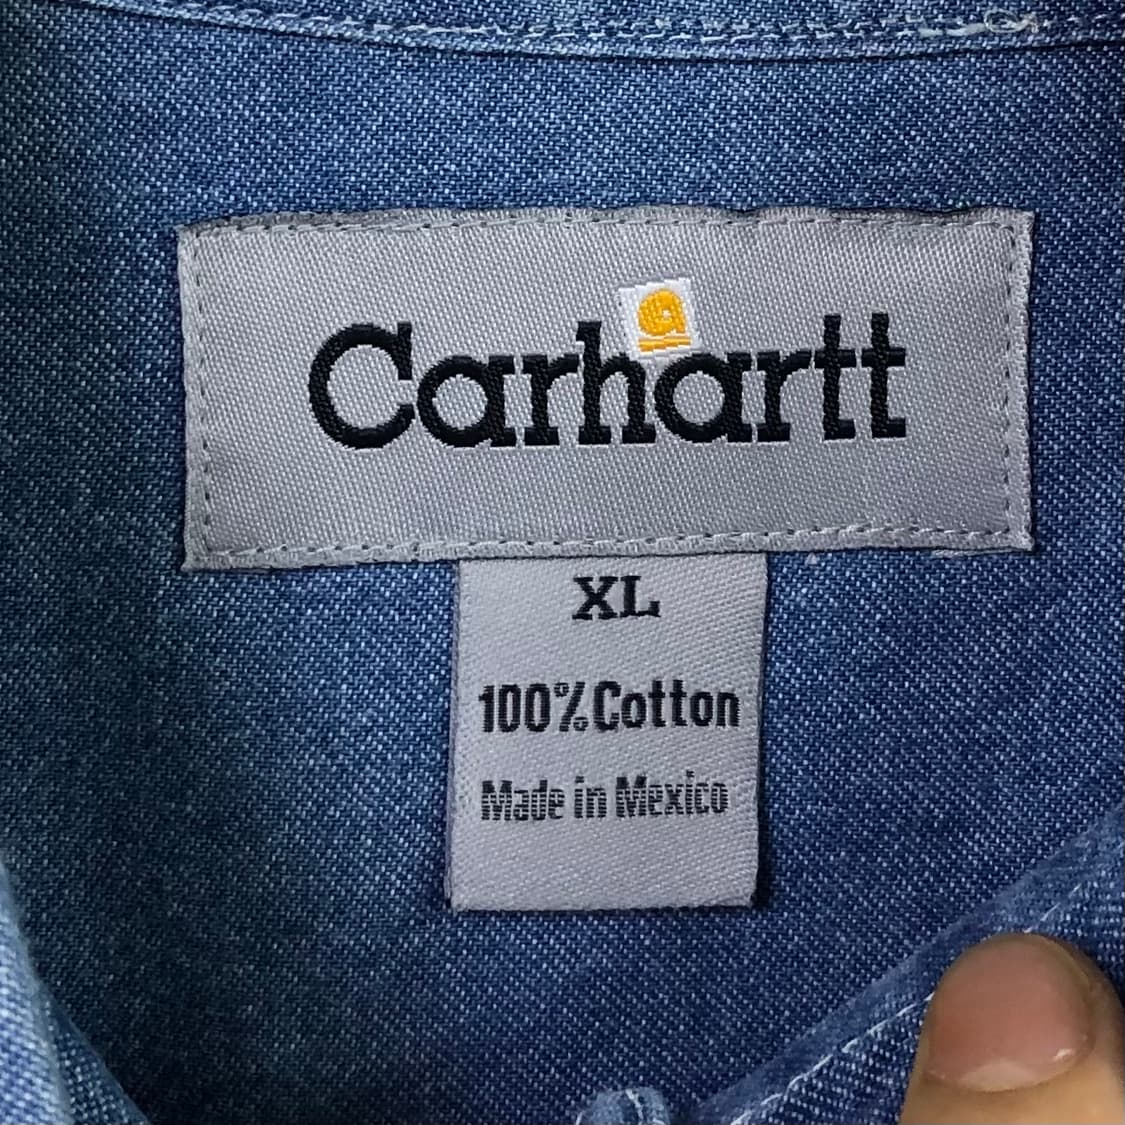 Carhartt
XL
100% Cotton
Made in Mexico